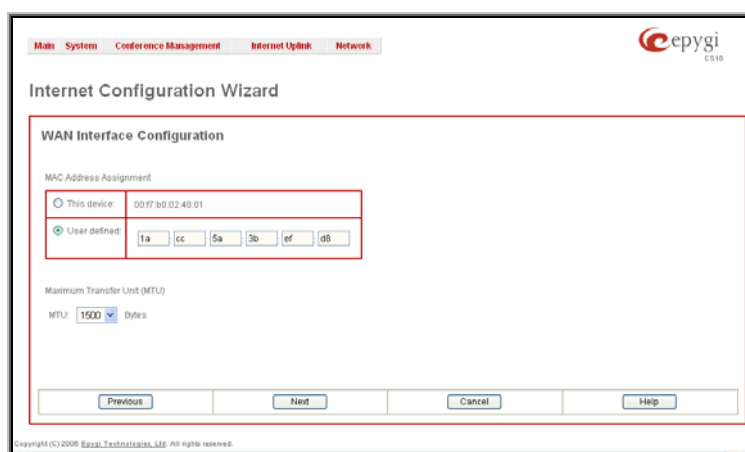 Main System Conference Management Internet Uplink Network
epygi
CS18
Internet Configuration Wizard
WAN Interface Configuration
MAC Address Assignment
This device: 00:f7:b0:02:48:01
User defined: 1a : cc : 5a : 3b : ef : d8
Maximum Transfer Unit (MTU)
MTU: 1500 Bytes
Previous Next Cancel Help
Copyright (C) 2006 Epygi Technologies, Ltd. All rights reserved.